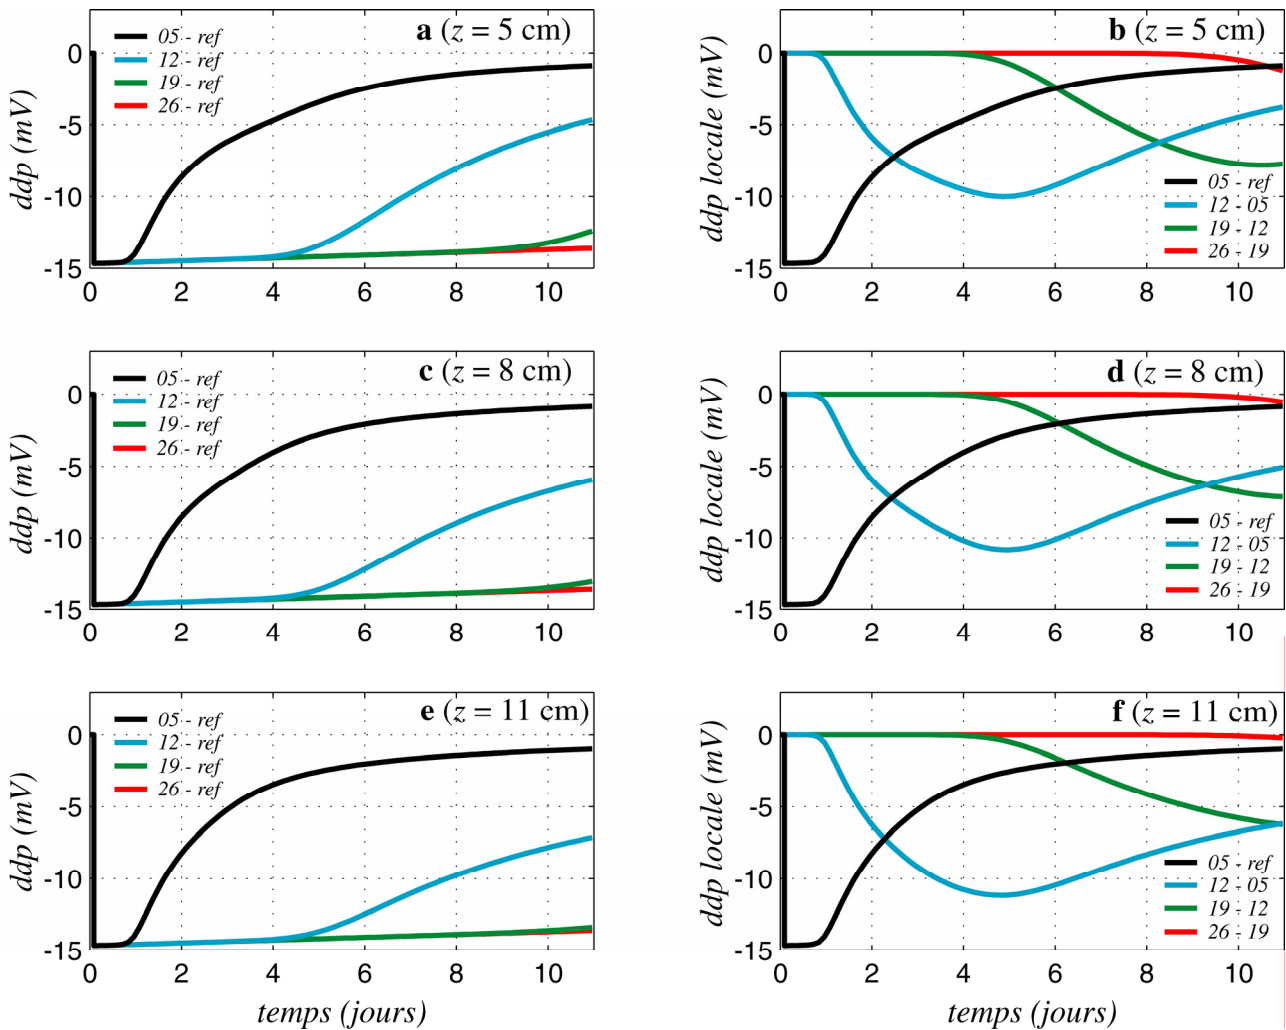 a (z = 5 cm)
05 - ref
12 - ref
19 - ref
26 - ref
ddp (mV)
0
-5
-10
-15
0 2 4 6 8 10
b (z = 5 cm)
ddp locale (mV)
0
-5
-10
-15
05 - ref
12 - 05
19 - 12
26 - 19
0 2 4 6 8 10
c (z = 8 cm)
05 - ref
12 - ref
19 - ref
26 - ref
ddp (mV)
0
-5
-10
-15
0 2 4 6 8 10
d (z = 8 cm)
ddp locale (mV)
0
-5
-10
-15
05 - ref
12 - 05
19 - 12
26 - 19
0 2 4 6 8 10
e (z = 11 cm)
05 - ref
12 - ref
19 - ref
26 - ref
ddp (mV)
0
-5
-10
-15
0 2 4 6 8 10
temps (jours)
f (z = 11 cm)
ddp locale (mV)
0
-5
-10
-15
05 - ref
12 - 05
19 - 12
26 - 19
0 2 4 6 8 10
temps (jours)